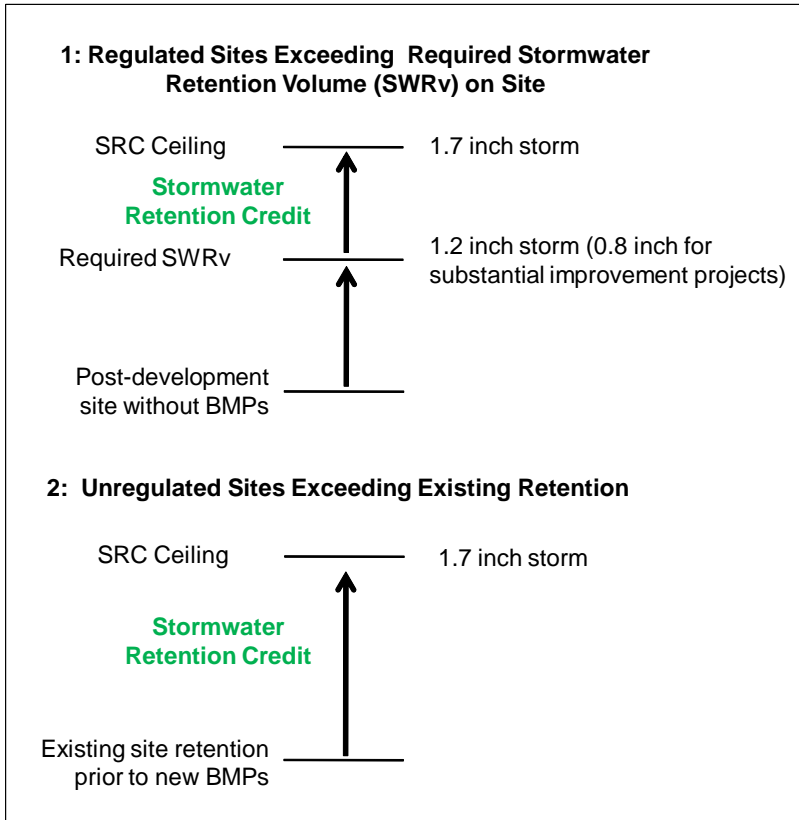 1: Regulated Sites Exceeding Required Stormwater
Retention Volume (SWRv) on Site
SRC Ceiling
1.7 inch storm
Stormwater
Retention Credit
Required SWRv
1.2 inch storm (0.8 inch for
substantial improvement projects)
Post-development
site without BMPs
2: Unregulated Sites Exceeding Existing Retention
SRC Ceiling
1.7 inch storm
Stormwater
Retention Credit
Existing site retention
prior to new BMPs